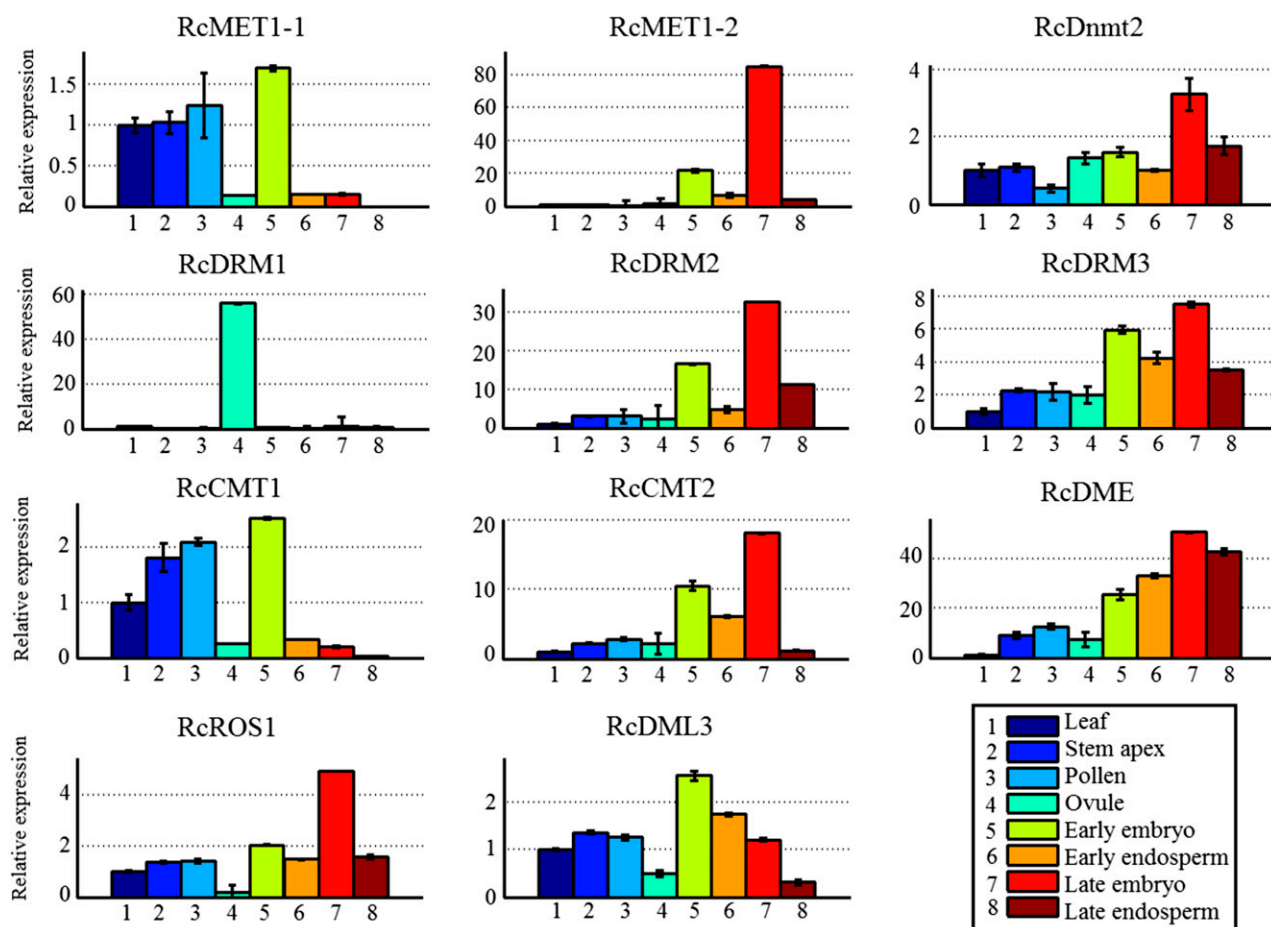 RcMET1-1
RcMET1-2
RcDnmt2
Relative expression
1.5
1
0.5
0
1 2 3 4 5 6 7 8
80
60
40
20
0
1 2 3 4 5 6 7 8
4
2
0
1 2 3 4 5 6 7 8
RcDRM1
RcDRM2
RcDRM3
Relative expression
60
40
20
0
1 2 3 4 5 6 7 8
30
20
10
0
1 2 3 4 5 6 7 8
8
6
4
2
0
1 2 3 4 5 6 7 8
RcCMT1
RcCMT2
RcDME
Relative expression
2
1
0
1 2 3 4 5 6 7 8
20
10
0
1 2 3 4 5 6 7 8
40
20
0
1 2 3 4 5 6 7 8
RcROS1
RcDML3
Relative expression
4
2
0
1 2 3 4 5 6 7 8
2
1
0
1 2 3 4 5 6 7 8
1 Leaf
2 Stem apex
3 Pollen
4 Ovule
5 Early embryo
6 Early endosperm
7 Late embryo
8 Late endosperm